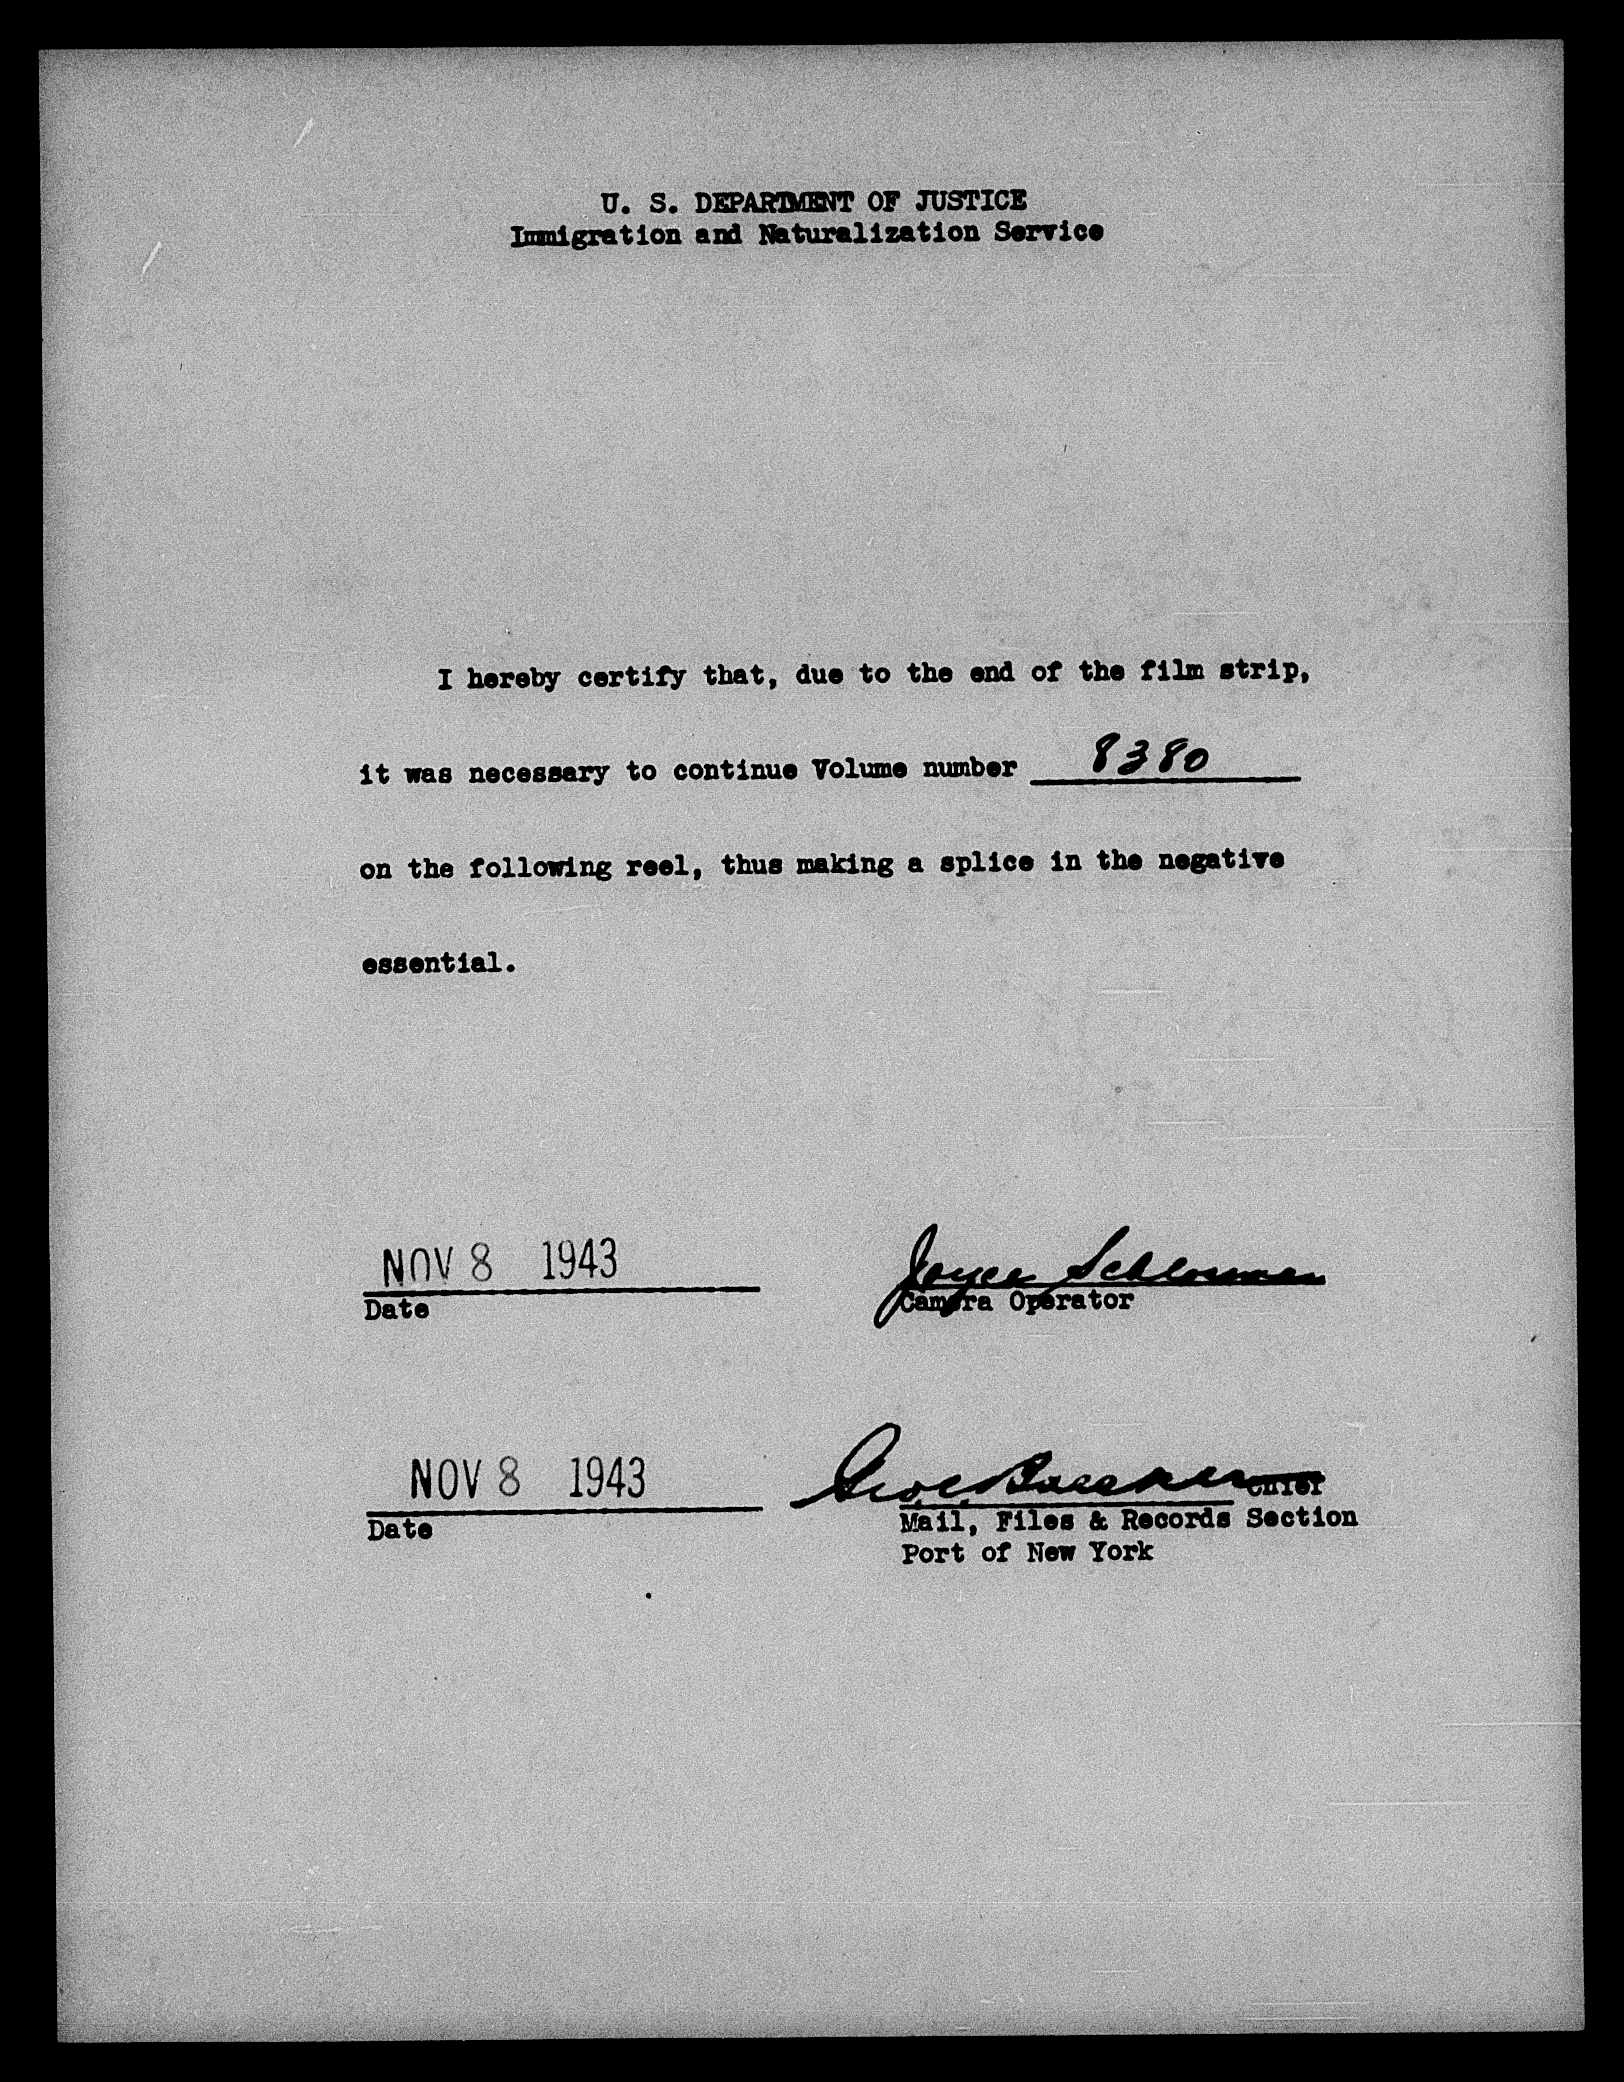 U. S. DEPARTMENT OF JUSTICE
Immigration and Naturalization Service
I hereby certify that, due to the end of the film strip,
it was necessary to continue Volume number 8380
on the following reel, thus making a splice in the negative
essential.
NOV 8 1943
Date
Joyce
Camera Operator
NOV 8 1943
Date
Geo. C. Chief
Mail, Files & Records Section
Port of New York